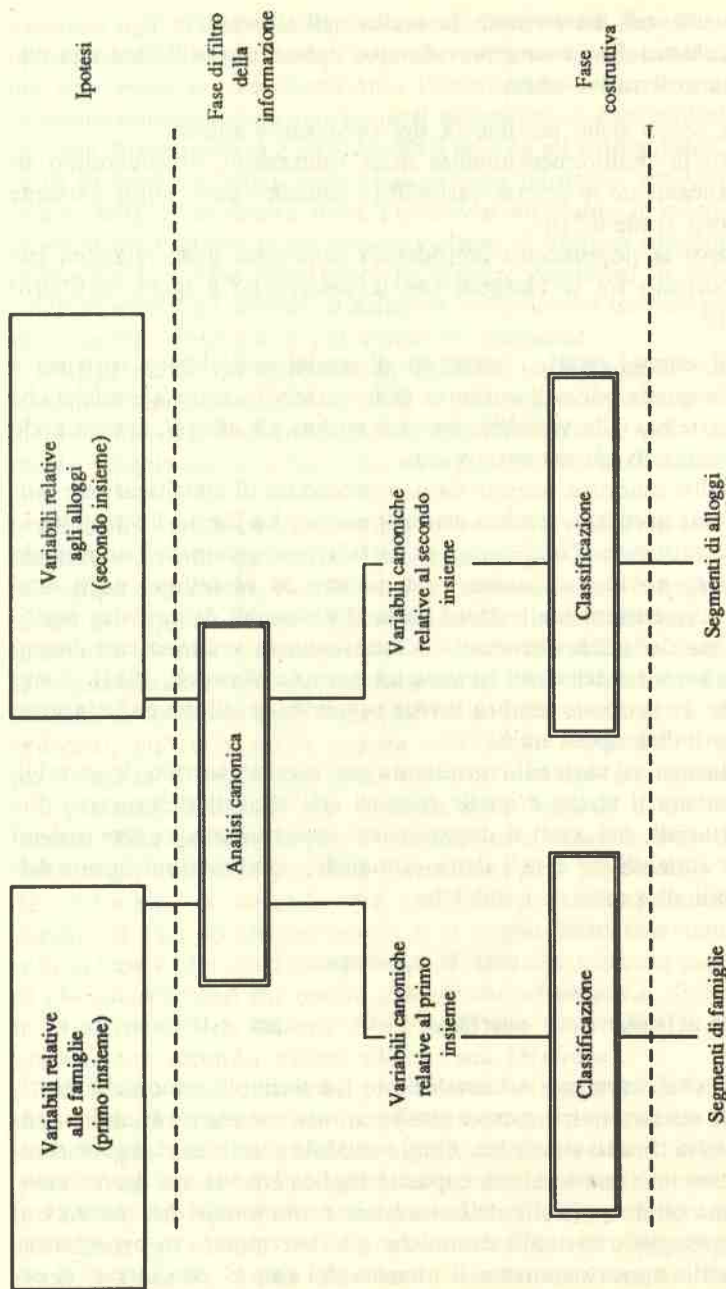 Variabili relative
alle famiglie
(primo insieme)
Variabili relative
agli alloggi
(secondo insieme)
Ipotesi
Analisi canonica
Fase di filtro
della
informazione
Variabili canoniche
relative al primo
insieme
Variabili canoniche
relative al secondo
insieme
Classificazione
Classificazione
Fase
costruttiva
Segmenti di famiglie
Segmenti di alloggi